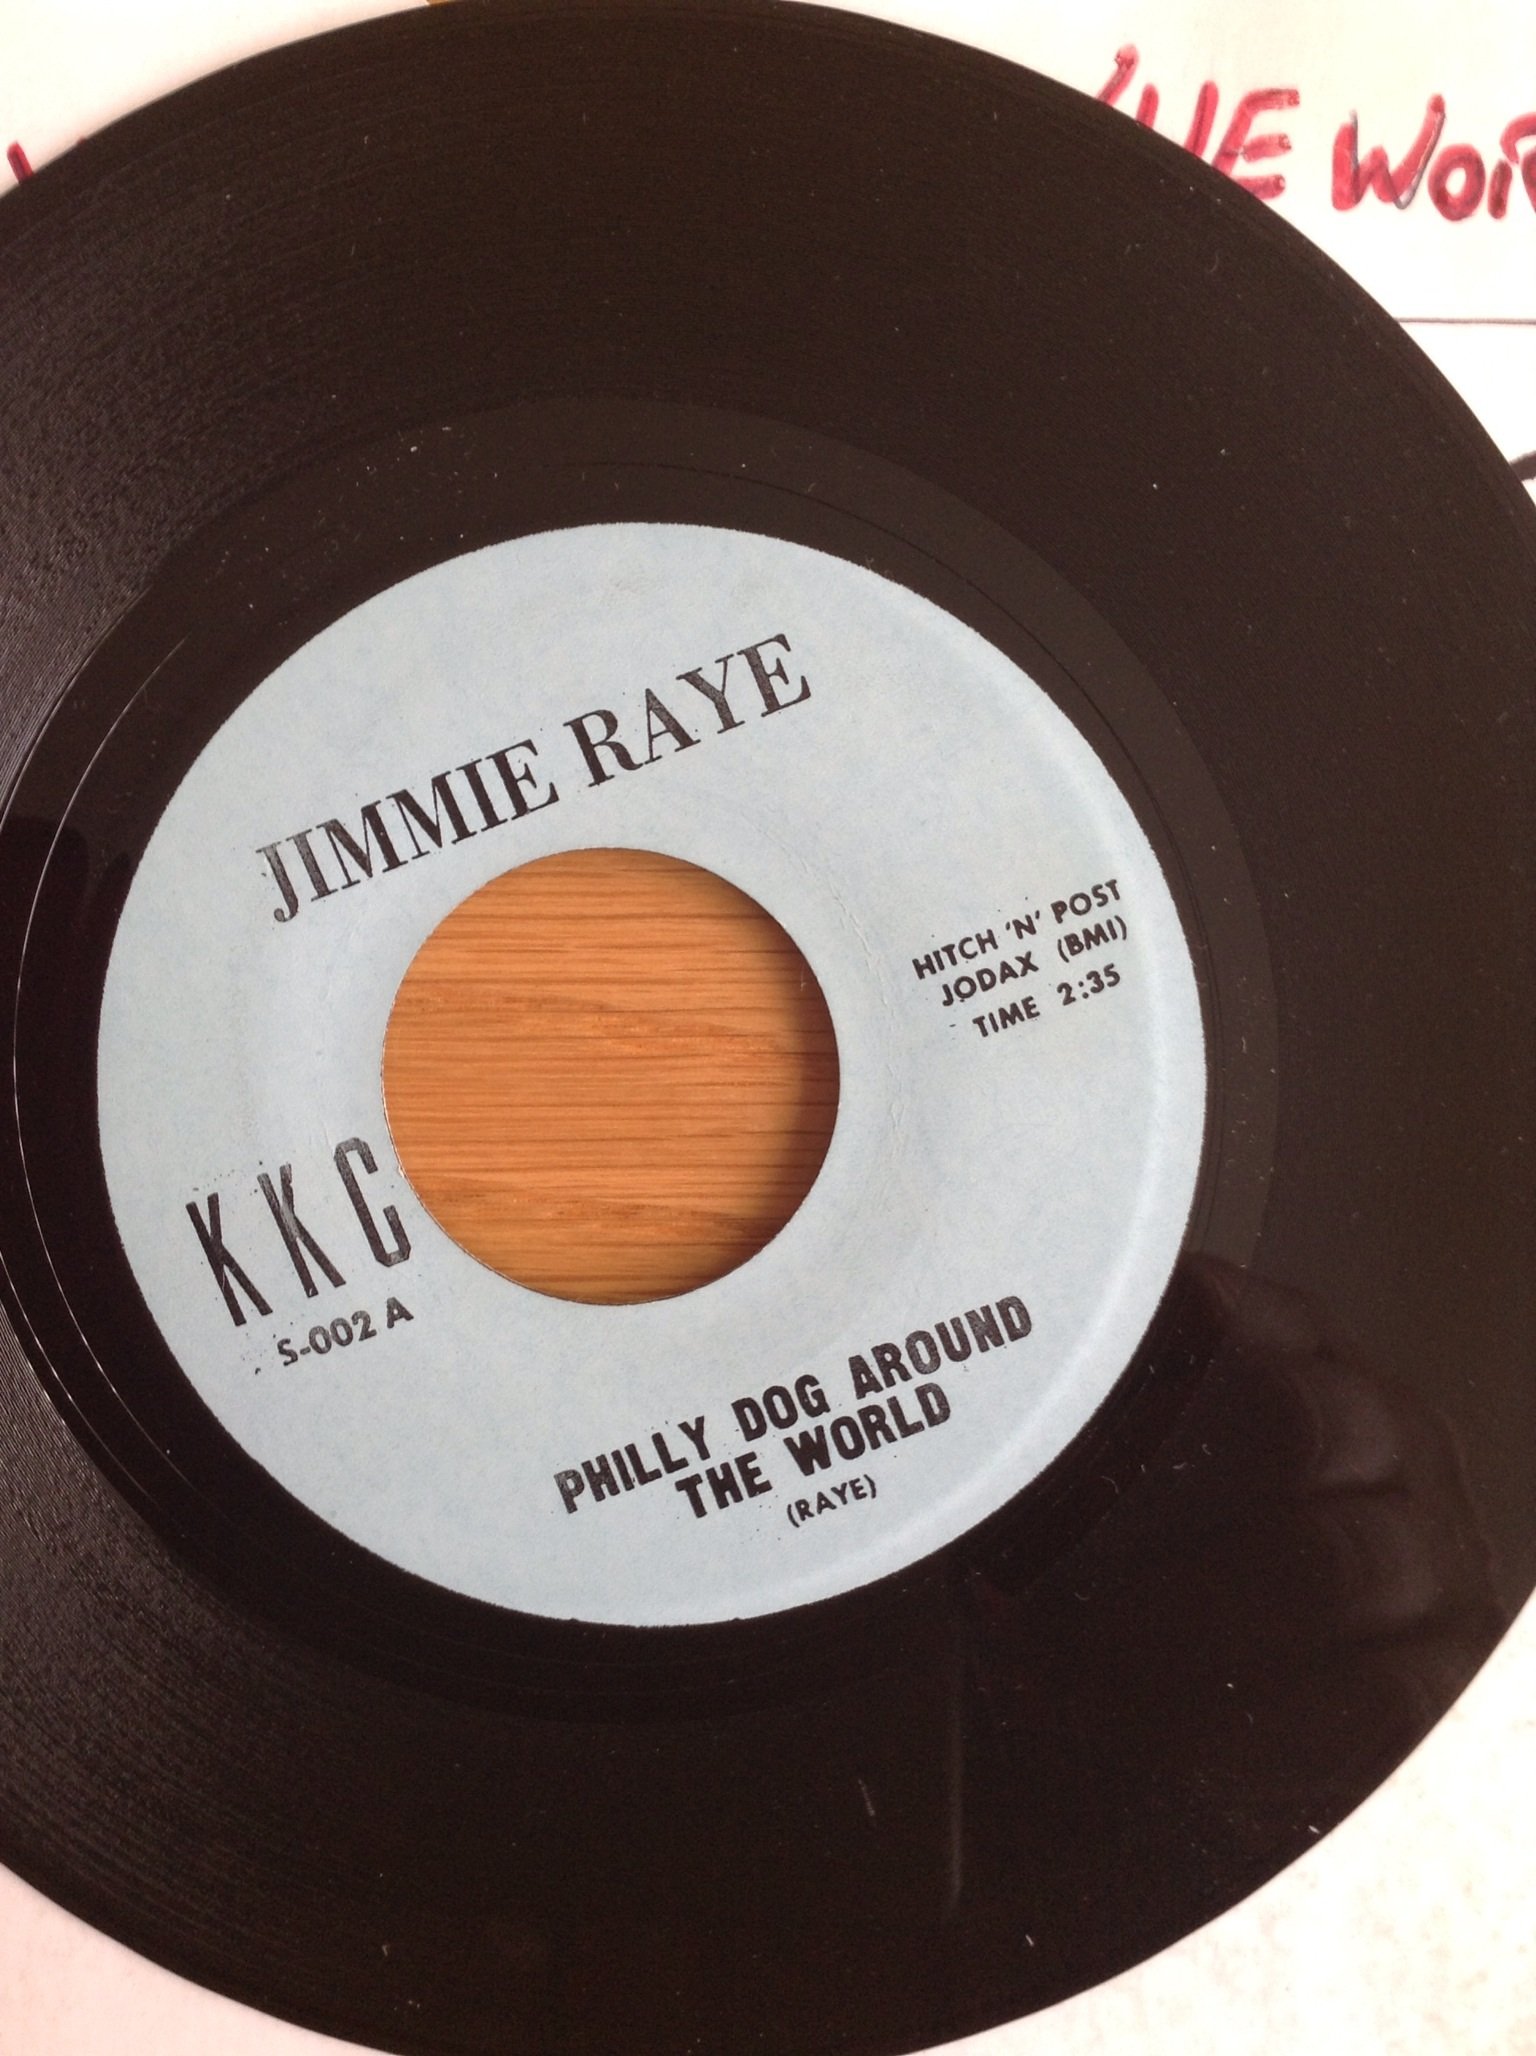 JIMMIE RAYE
HITCH 'N' POST
JODAX (BMI)
TIME 2:35
KKC
S-002 A
PHILLY DOG AROUND
THE WORLD
(RAYE)